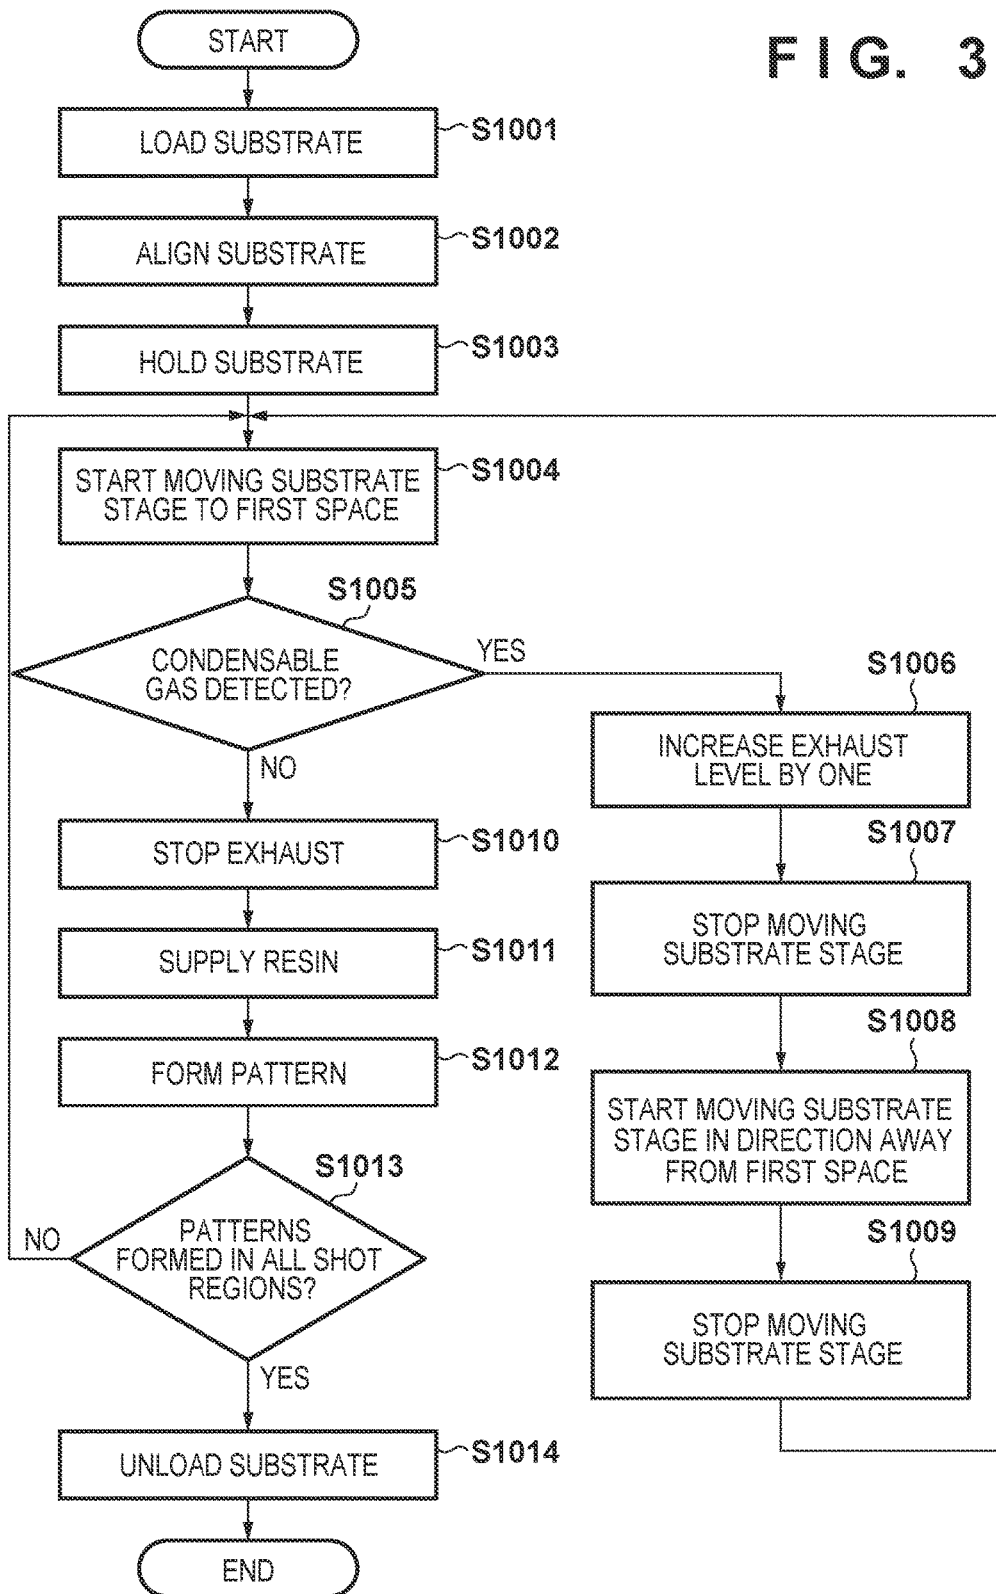 FIG. 3
START
LOAD SUBSTRATE
S1001
ALIGN SUBSTRATE
S1002
HOLD SUBSTRATE
S1003
START MOVING SUBSTRATE
STAGE TO FIRST SPACE
S1004
S1005
CONDENSABLE
GAS DETECTED?
YES
NO
S1006
INCREASE EXHAUST
LEVEL BY ONE
S1007
STOP MOVING
SUBSTRATE STAGE
S1008
START MOVING SUBSTRATE
STAGE IN DIRECTION AWAY
FROM FIRST SPACE
S1009
STOP MOVING
SUBSTRATE STAGE
STOP EXHAUST
S1010
SUPPLY RESIN
S1011
FORM PATTERN
S1012
S1013
PATTERNS
FORMED IN ALL SHOT
REGIONS?
NO
YES
UNLOAD SUBSTRATE
S1014
END